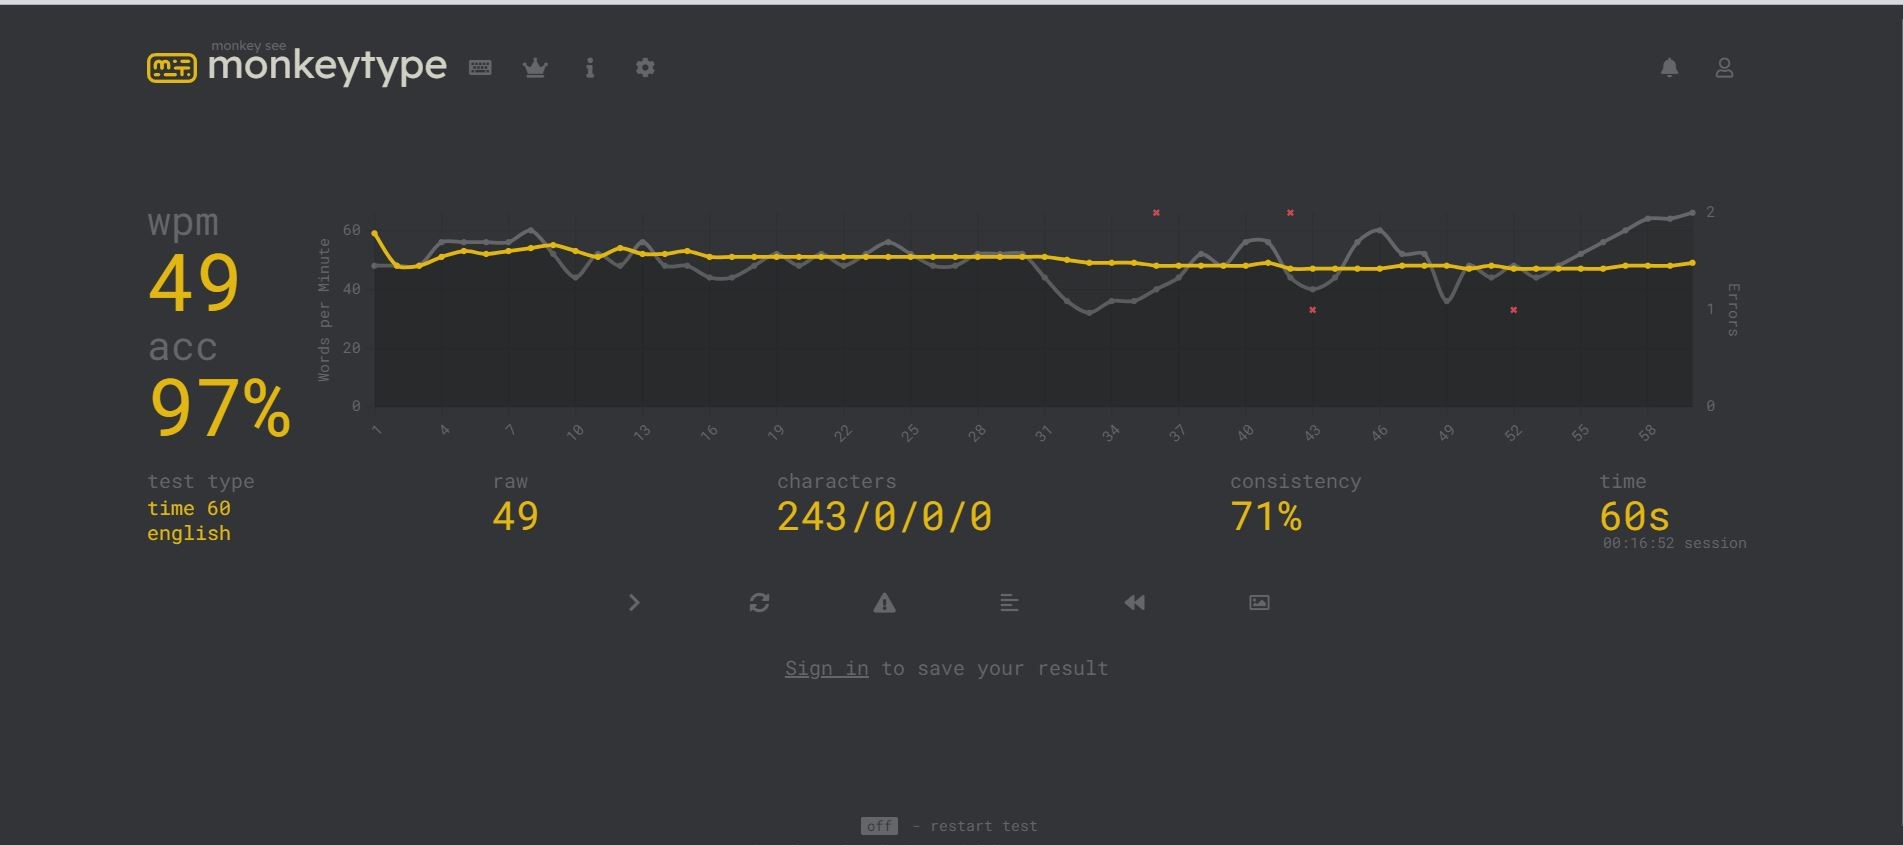 monkey see
monkeytype
wpm
49
acc
97%
Words per Minute
60
40
20
0
2
1
0
Errors
1 4 7 10 13 16 19 22 25 28 31 34 37 40 43 46 49 52 55 58
test type
time 60
english
raw
49
characters
243/0/0/0
consistency
71%
time
60s
00:16:52 session
Sign in to save your result
off - restart test